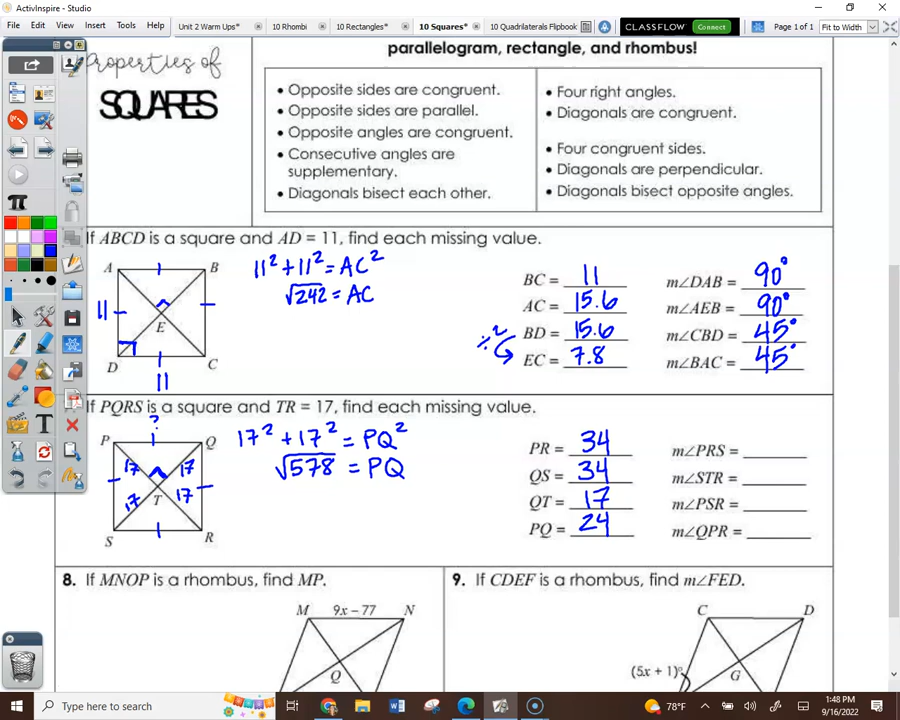 ActivInspire - Studio
File Edit View Insert Tools Help
Unit 2 Warm Ups* 10 Rhombi 10 Rectangles* 10 Squares* 10 Quadrilaterals Flipbook CLASSFLOW Connect Page 1 of 1 Fit to Width
parallelogram, rectangle, and rhombus!
Properties of
SQUARES
• Opposite sides are congruent.
• Opposite sides are parallel.
• Opposite angles are congruent.
• Consecutive angles are
supplementary.
• Diagonals bisect each other.
• Four right angles.
• Diagonals are congruent.
• Four congruent sides.
• Diagonals are perpendicular.
• Diagonals bisect opposite angles.
If ABCD is a square and AD = 11, find each missing value.
A B
11
E
D C
11
11² + 11² = AC²
√242 = AC
÷2
BC = 11
AC = 15.6
BD = 15.6
EC = 7.8
m∠DAB = 90°
m∠AEB = 90°
m∠CBD = 45°
m∠BAC = 45°
If PQRS is a square and TR = 17, find each missing value.
?
P Q
17 17
T
17 17
S R
17² + 17² = PQ²
√578 = PQ
PR = 34
QS = 34
QT = 17
PQ = 24
m∠PRS = ______
m∠STR = ______
m∠PSR = ______
m∠QPR = ______
8. If MNOP is a rhombus, find MP.
M 9x – 77 N
Q
9. If CDEF is a rhombus, find m∠FED.
C D
(5x + 1)°
G
Type here to search
78°F
1:48 PM
9/16/2022